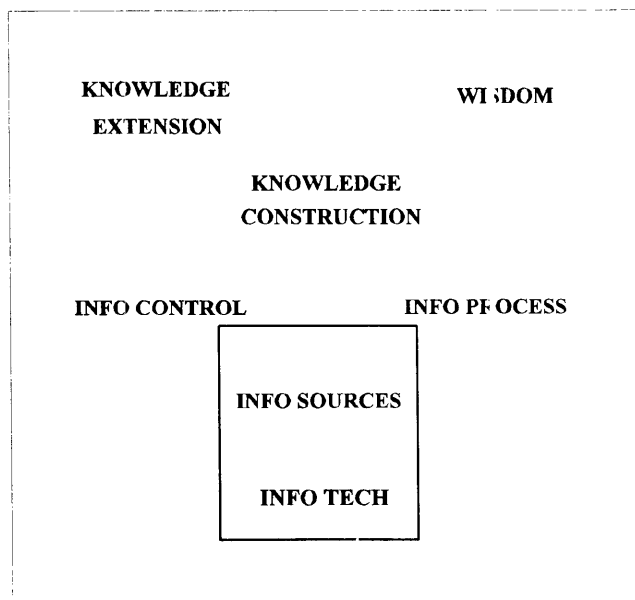 KNOWLEDGE
EXTENSION
WISDOM
KNOWLEDGE
CONSTRUCTION
INFO CONTROL
INFO PROCESS
INFO SOURCES
INFO TECH